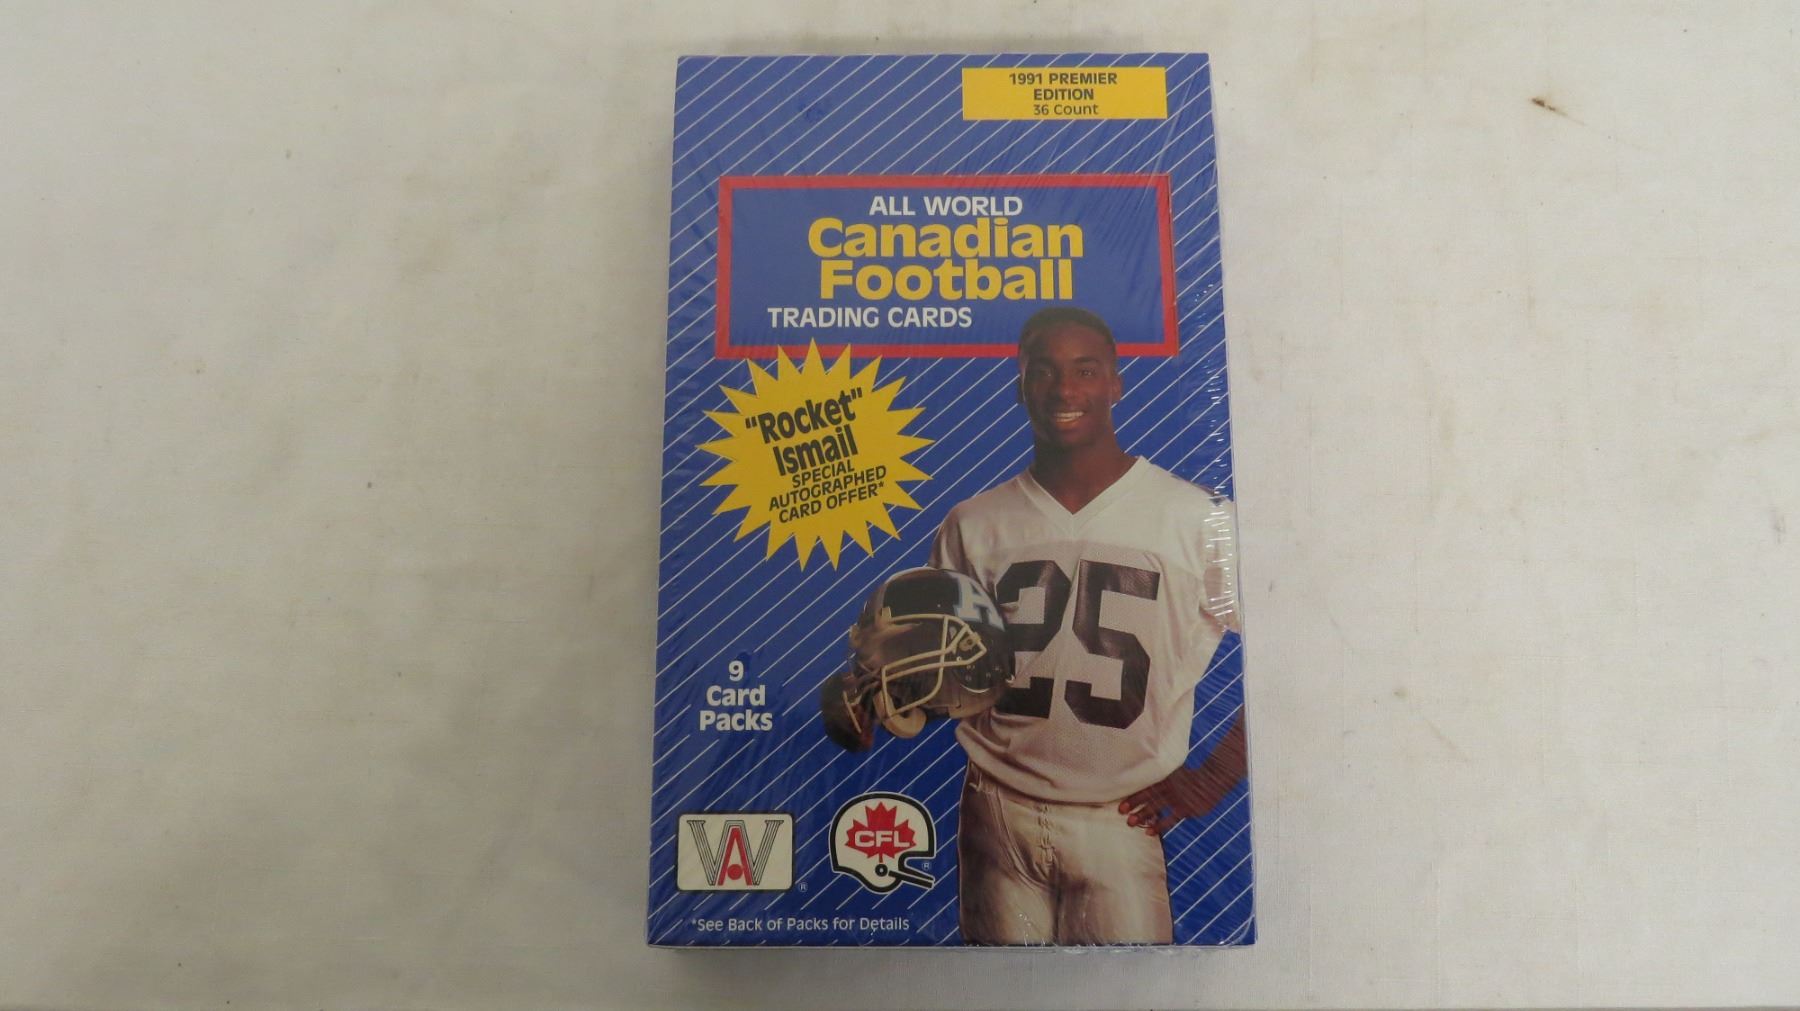 1991 PREMIER
EDITION
36 Count
ALL WORLD
Canadian
Football
TRADING CARDS
"Rocket"
Ismail
SPECIAL
AUTOGRAPHED
CARD OFFER*
A
25
9
Card
Packs
WA
®
CFL
®
*See Back of Packs for Details